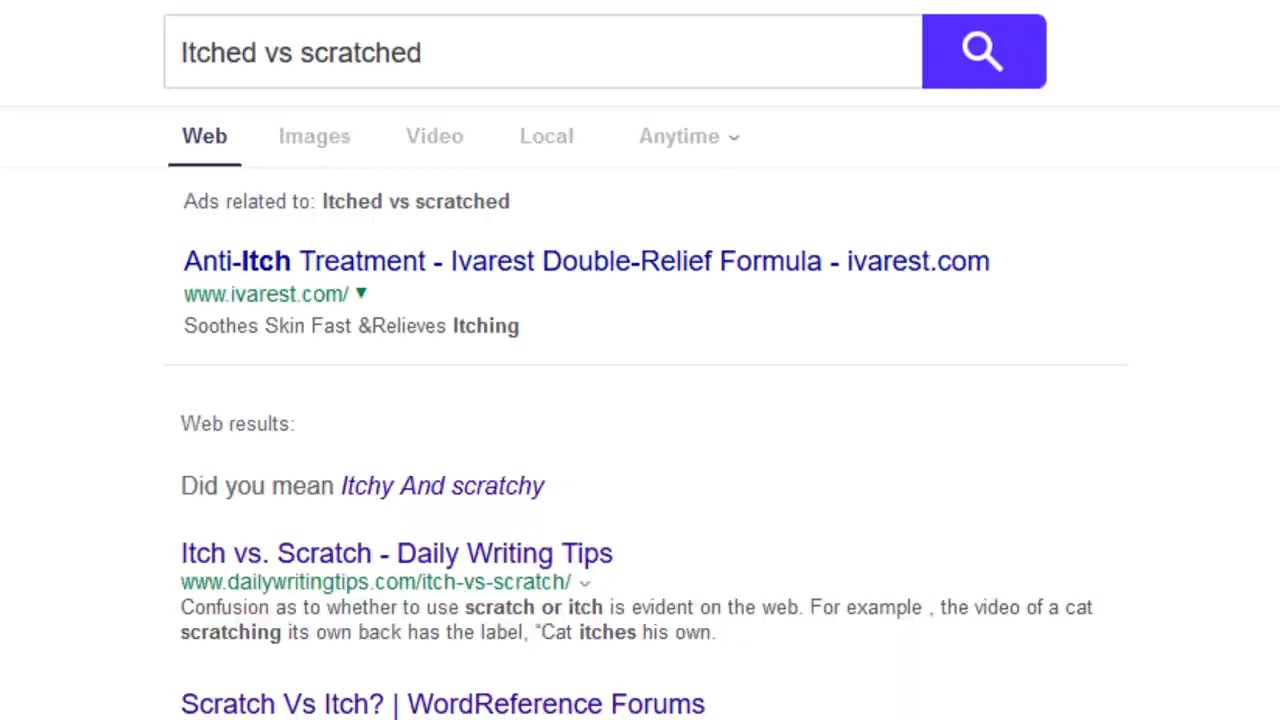 Itched vs scratched
Web Images Video Local Anytime
Ads related to: Itched vs scratched
Anti-Itch Treatment - Ivarest Double-Relief Formula - ivarest.com
www.ivarest.com/
Soothes Skin Fast &Relieves Itching
Web results:
Did you mean Itchy And scratchy
Itch vs. Scratch - Daily Writing Tips
www.dailywritingtips.com/itch-vs-scratch/
Confusion as to whether to use scratch or itch is evident on the web. For example , the video of a cat
scratching its own back has the label, “Cat itches his own.
Scratch Vs Itch? | WordReference Forums